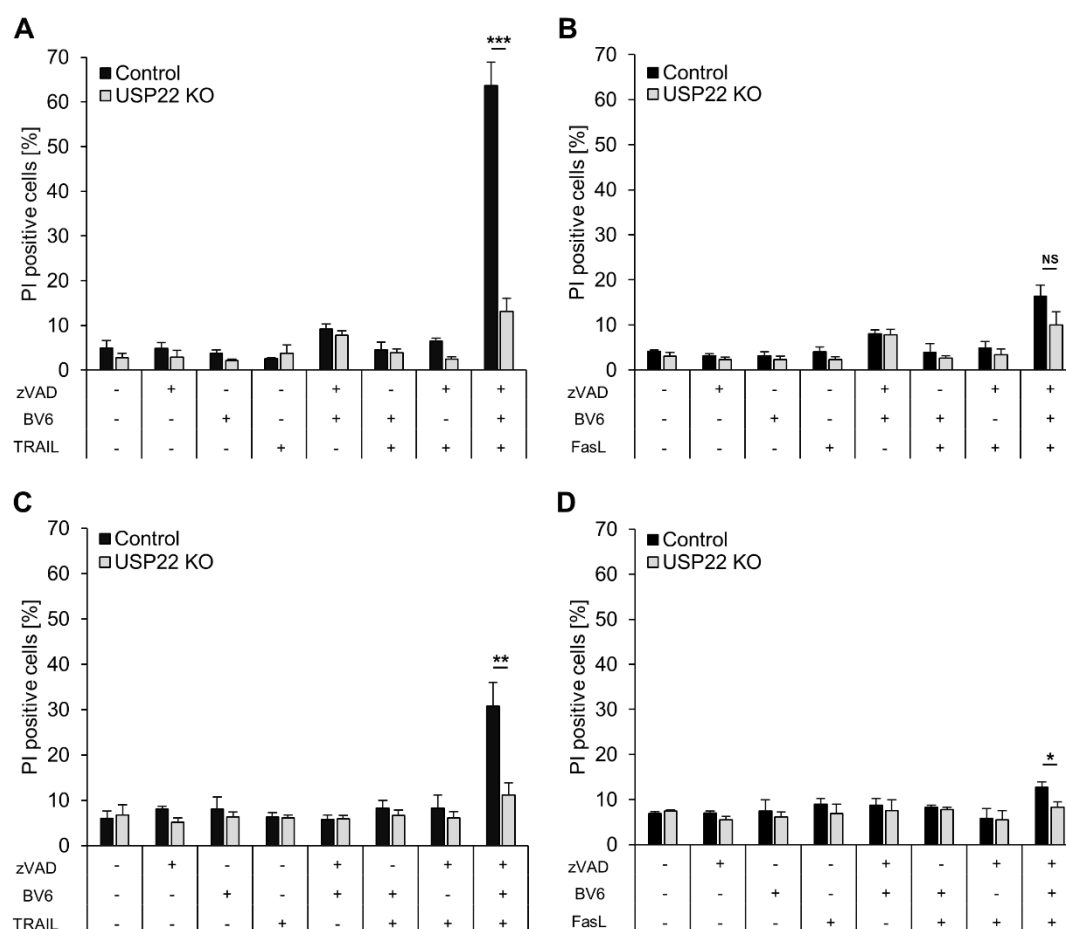 A
***
70
60
50
40
30
20
10
0
PI positive cells [%]
Control
USP22 KO
zVAD - + - - + - + +
BV6 - - + - + + - +
TRAIL - - - + - + + +
B
70
60
50
40
30
20
10
0
PI positive cells [%]
Control
USP22 KO
NS
zVAD - + - - + - + +
BV6 - - + - + + - +
FasL - - - + - + + +
C
70
60
50
40
30
20
10
0
PI positive cells [%]
Control
USP22 KO
**
zVAD - + - - + - + +
BV6 - - + - + + - +
TRAIL - - - + - + + +
D
70
60
50
40
30
20
10
0
PI positive cells [%]
Control
USP22 KO
*
zVAD - + - - + - + +
BV6 - - + - + + - +
FasL - - - + - + + +